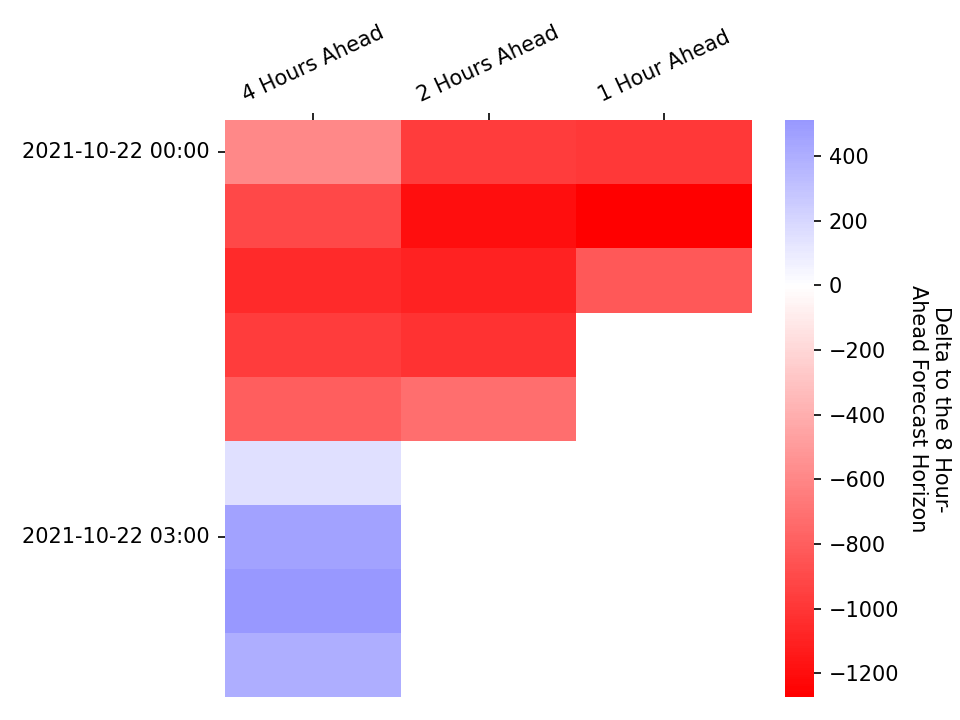 4 Hours Ahead
2 Hours Ahead
1 Hour Ahead
2021-10-22 00:00
2021-10-22 03:00
400
200
0
−200
−400
−600
−800
−1000
−1200
Delta to the 8 Hour-
Ahead Forecast Horizon